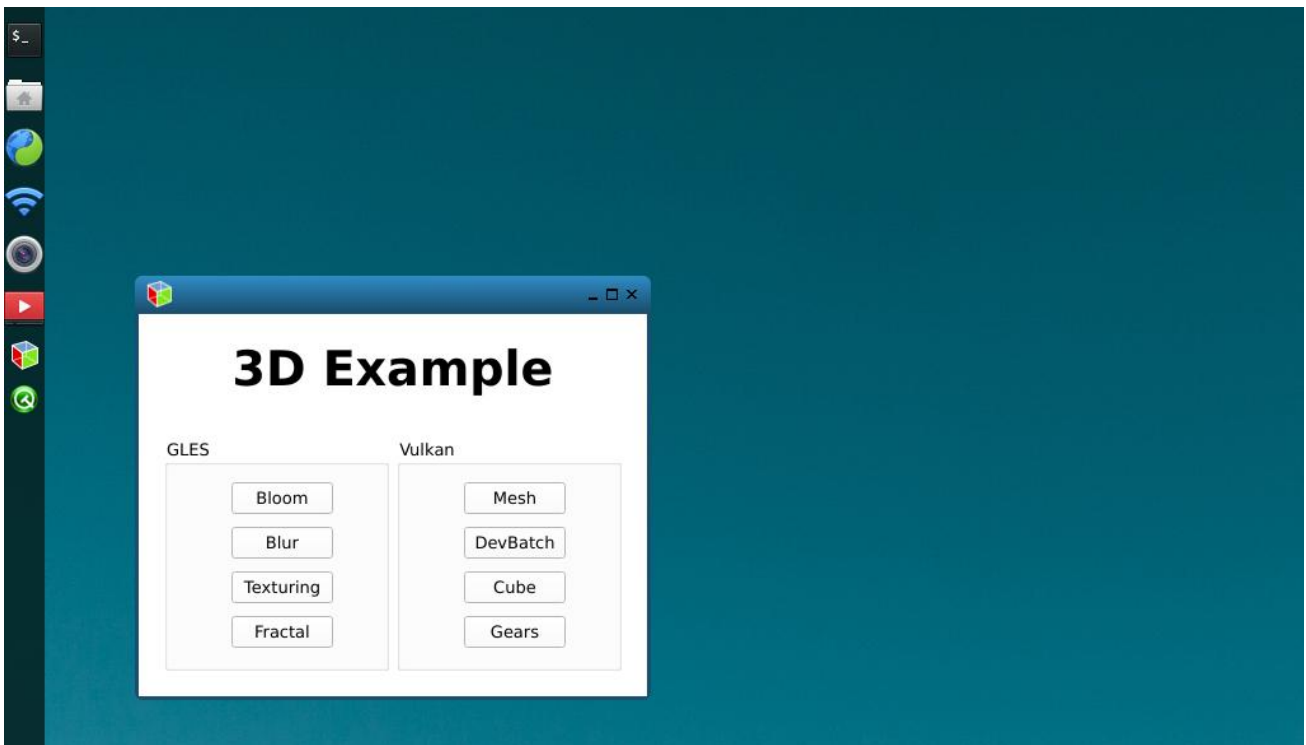 $_
3D Example
GLES
Vulkan
Bloom
Mesh
Blur
DevBatch
Texturing
Cube
Fractal
Gears